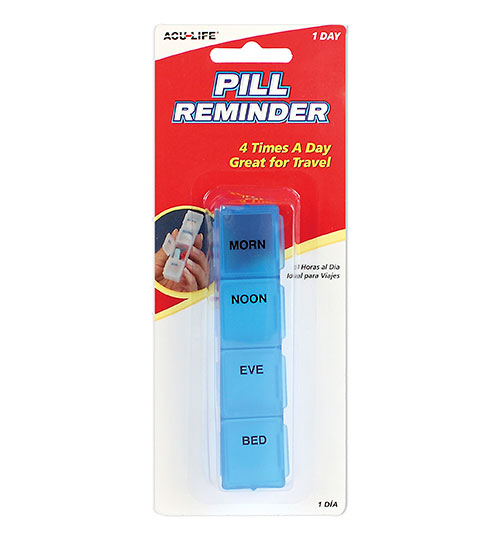 ACU-LIFE
1 DAY
PILL
REMINDER
4 Times A Day
Great for Travel
MORN
Horas al Día
para Viajes
NOON
EVE
BED
1 DÍA